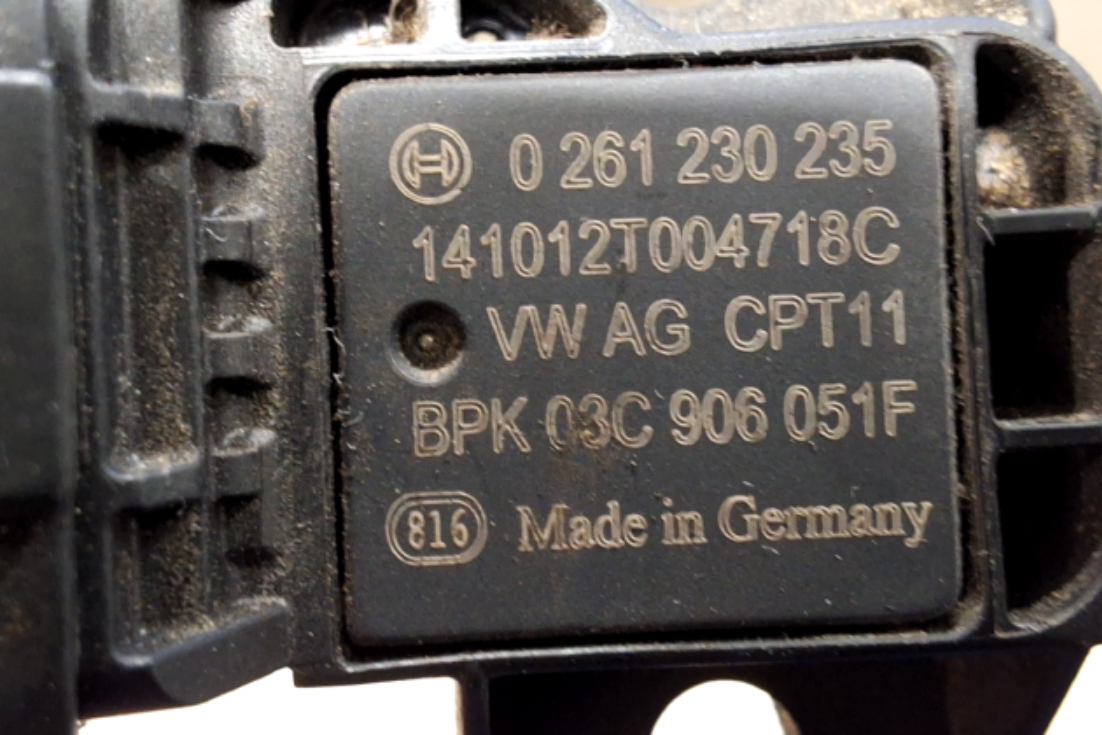 0 261 230 235
141012T004718C
VW AG CPT11
BPK 03C 906 051F
816 Made in Germany